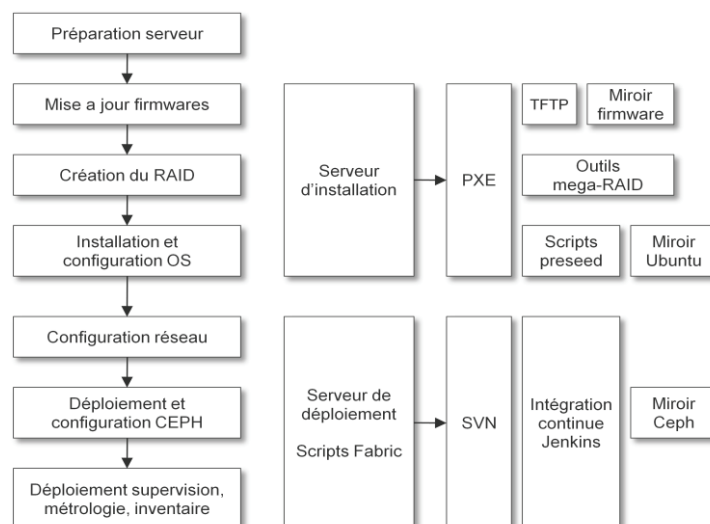 Préparation serveur
Mise a jour firmwares
Création du RAID
Installation et
configuration OS
Configuration réseau
Déploiement et
configuration CEPH
Déploiement supervision,
métrologie, inventaire
Serveur
d'installation
PXE
TFTP
Miroir
firmware
Outils
mega-RAID
Scripts
preseed
Miroir
Ubuntu
Serveur de
déploiement
Scripts Fabric
SVN
Intégration
continue
Jenkins
Miroir
Ceph